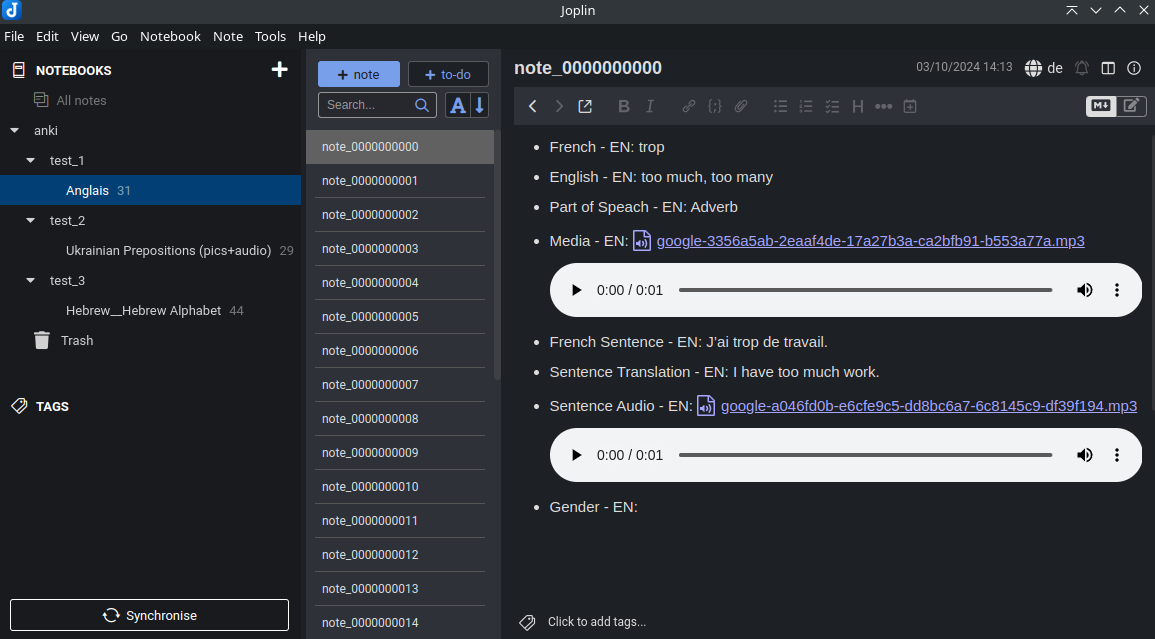 Joplin
File Edit View Go Notebook Note Tools Help
NOTEBOOKS
All notes
anki
test_1
Anglais 31
test_2
Ukrainian Prepositions (pics+audio) 29
test_3
Hebrew__Hebrew Alphabet 44
Trash
TAGS
Synchronise
+ note
+ to-do
Search...
A
note_0000000000
note_0000000001
note_0000000002
note_0000000003
note_0000000004
note_0000000005
note_0000000006
note_0000000007
note_0000000008
note_0000000009
note_0000000010
note_0000000011
note_0000000012
note_0000000013
note_0000000014
note_0000000000
03/10/2024 14:13
de
B I H M
• French - EN: trop
• English - EN: too much, too many
• Part of Speach - EN: Adverb
• Media - EN: google-3356a5ab-2eaaf4de-17a27b3a-ca2bfb91-b553a77a.mp3
0:00 / 0:01
• French Sentence - EN: J'ai trop de travail.
• Sentence Translation - EN: I have too much work.
• Sentence Audio - EN: google-a046fd0b-e6cfe9c5-dd8bc6a7-6c8145c9-df39f194.mp3
0:00 / 0:01
• Gender - EN:
Click to add tags...